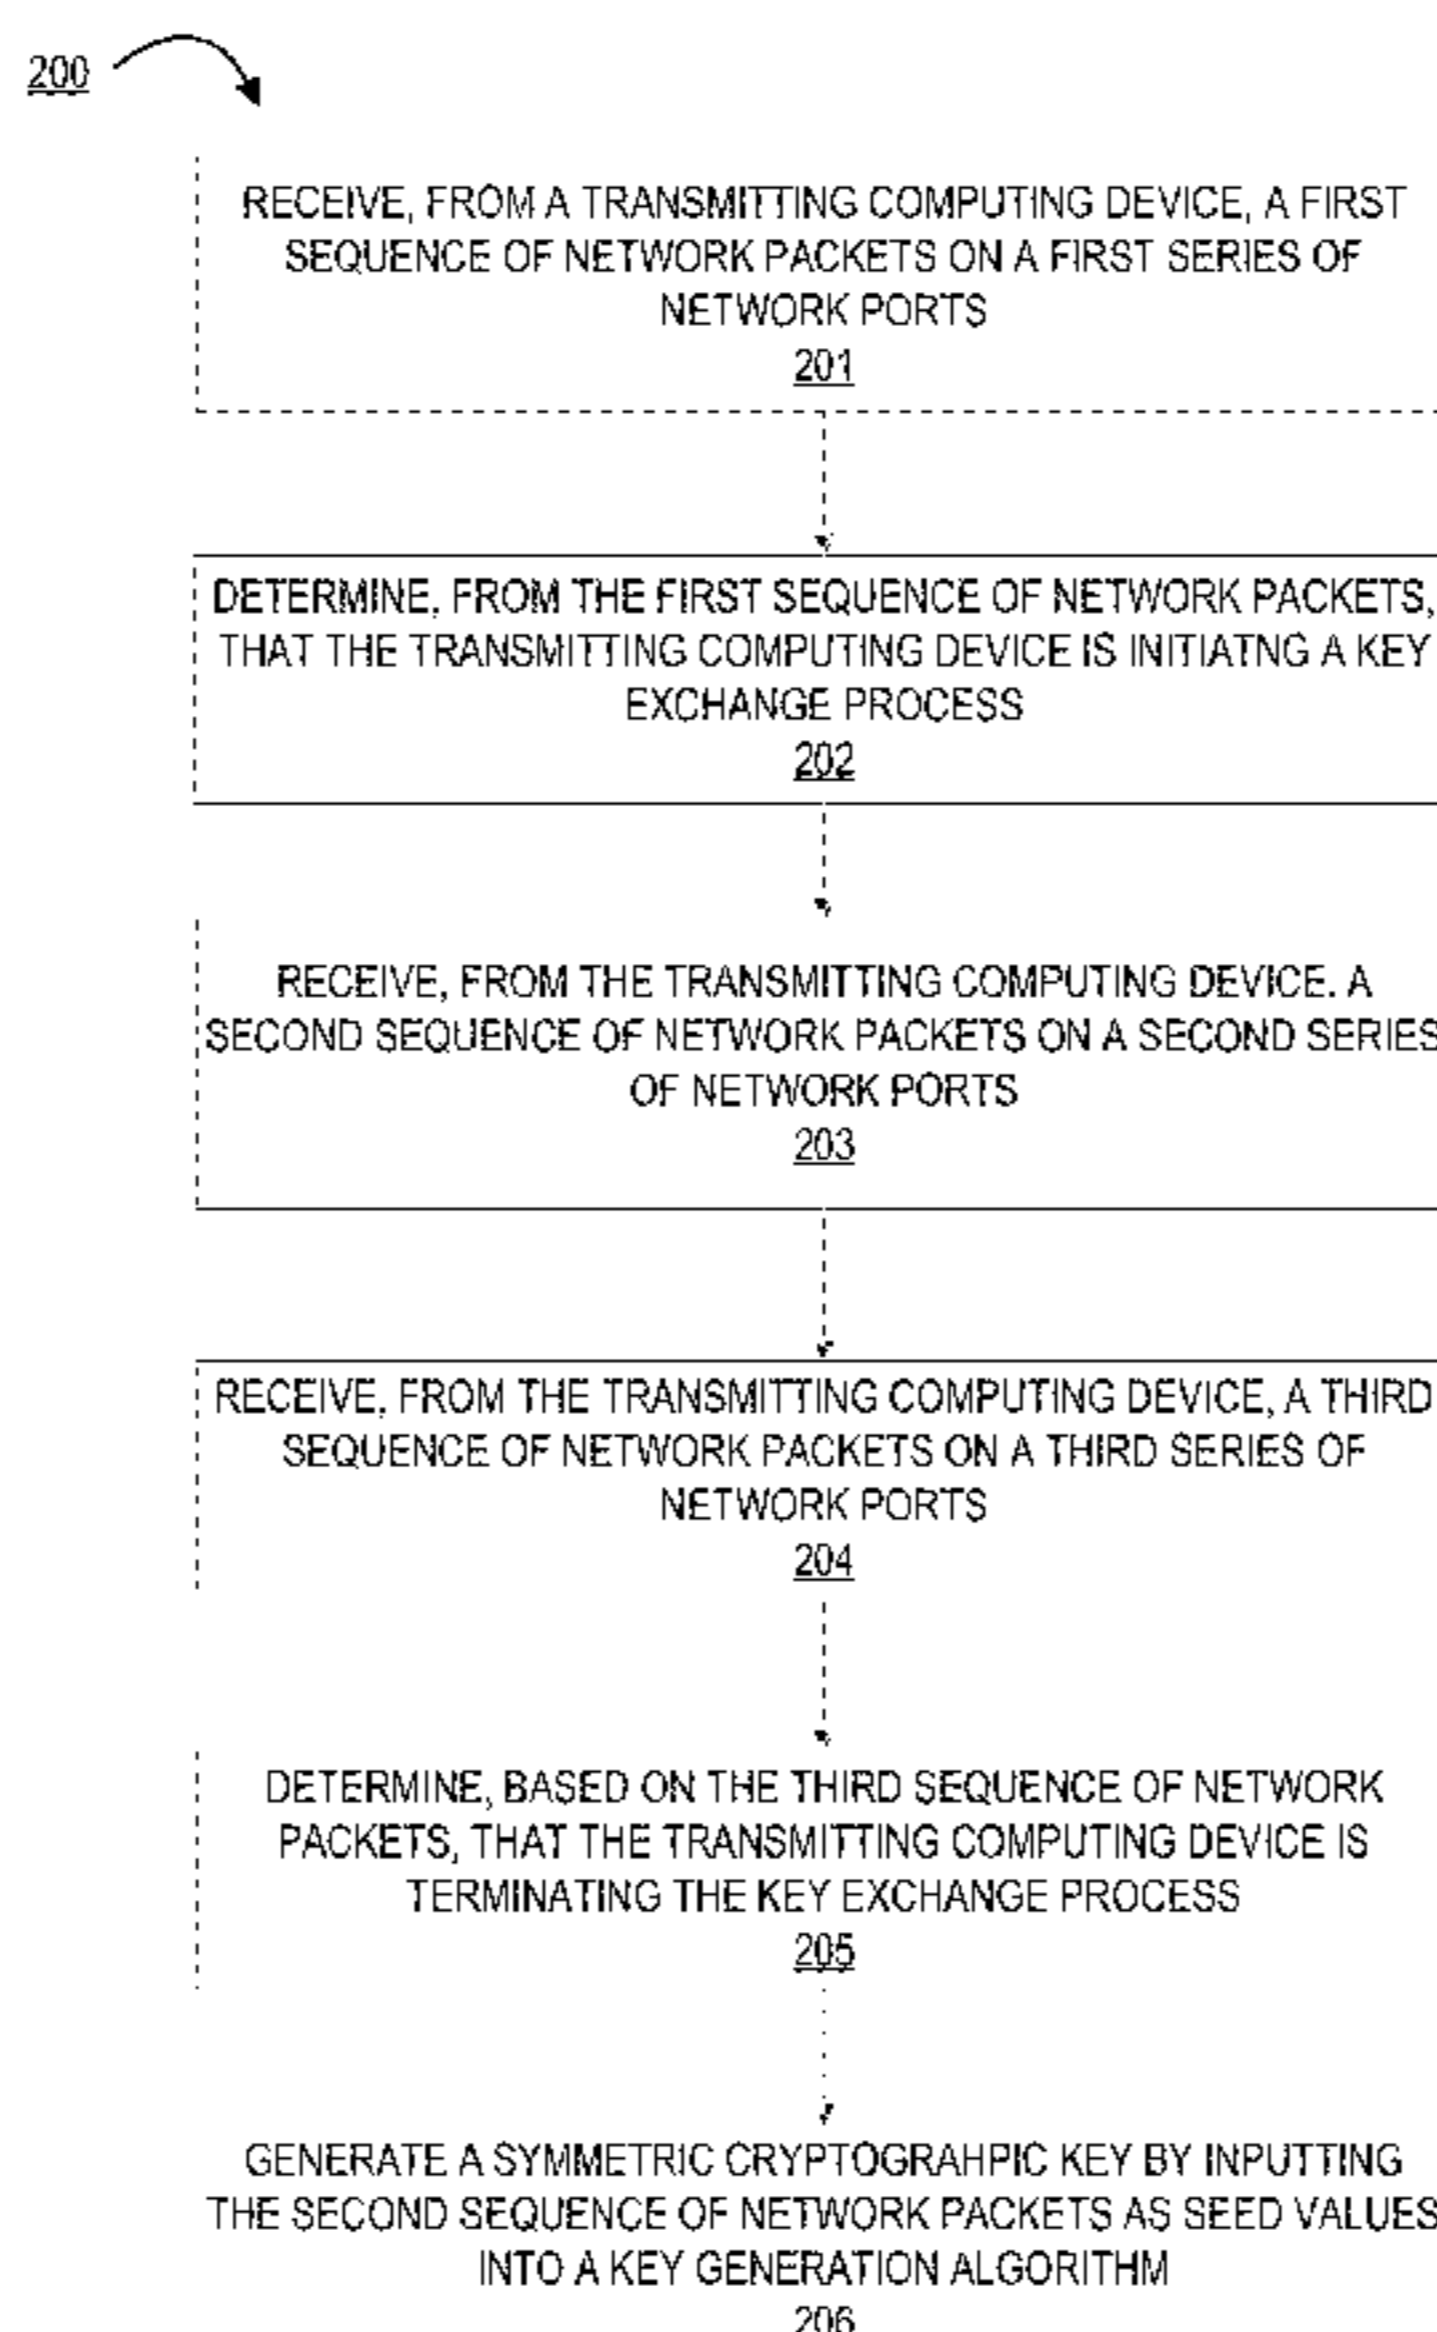 200
RECEIVE, FROM A TRANSMITTING COMPUTING DEVICE, A FIRST
SEQUENCE OF NETWORK PACKETS ON A FIRST SERIES OF
NETWORK PORTS
201
DETERMINE, FROM THE FIRST SEQUENCE OF NETWORK PACKETS,
THAT THE TRANSMITTING COMPUTING DEVICE IS INITIATNG A KEY
EXCHANGE PROCESS
202
RECEIVE, FROM THE TRANSMITTING COMPUTING DEVICE. A
SECOND SEQUENCE OF NETWORK PACKETS ON A SECOND SERIES
OF NETWORK PORTS
203
RECEIVE, FROM THE TRANSMITTING COMPUTING DEVICE, A THIRD
SEQUENCE OF NETWORK PACKETS ON A THIRD SERIES OF
NETWORK PORTS
204
DETERMINE, BASED ON THE THIRD SEQUENCE OF NETWORK
PACKETS, THAT THE TRANSMITTING COMPUTING DEVICE IS
TERMINATING THE KEY EXCHANGE PROCESS
205
GENERATE A SYMMETRIC CRYPTOGRAHPIC KEY BY INPUTTING
THE SECOND SEQUENCE OF NETWORK PACKETS AS SEED VALUES
INTO A KEY GENERATION ALGORITHM
206